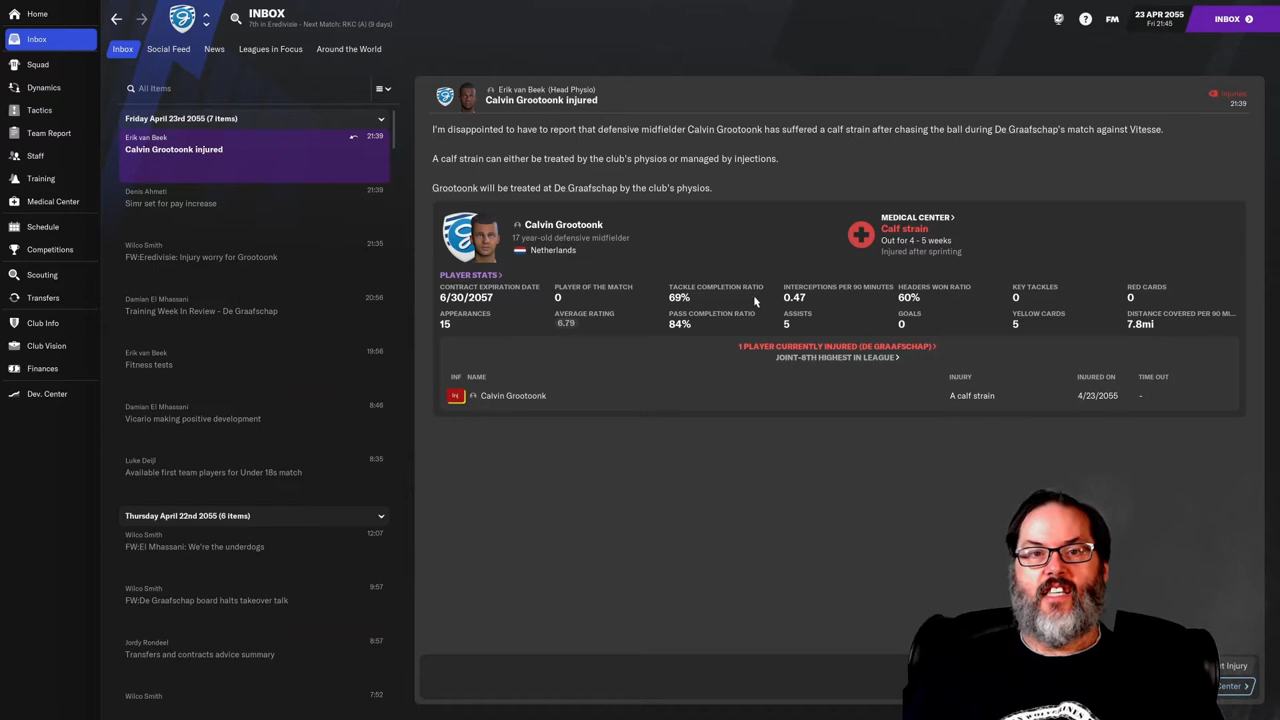 Home
Inbox
Squad
Dynamics
Tactics
Team Report
Staff
Training
Medical Center
Schedule
Competitions
Scouting
Transfers
Club Info
Club Vision
Finances
Dev. Center
INBOX
7th in Eredivisie - Next Match: RKC (A) (9 days)
FM
23 APR 2055
Fri 21:45
INBOX
Inbox
Social Feed
News
Leagues in Focus
Around the World
All Items
Friday April 23rd 2055 (7 items)
Erik van Beek
21:39
Calvin Grootoonk injured
Denis Ahmeti
21:39
Simr set for pay increase
Wilco Smith
21:35
FW:Eredivisie: Injury worry for Grootoonk
Damian El Mhassani
20:56
Training Week In Review - De Graafschap
Erik van Beek
19:56
Fitness tests
Damian El Mhassani
8:46
Vicario making positive development
Luke Deijl
8:35
Available first team players for Under 18s match
Thursday April 22nd 2055 (6 items)
Wilco Smith
12:07
FW:El Mhassani: We're the underdogs
Wilco Smith
9:57
FW:De Graafschap board halts takeover talk
Jordy Rondeel
8:57
Transfers and contracts advice summary
Wilco Smith
7:52
Erik van Beek (Head Physio)
Calvin Grootoonk injured
Injuries
21:39
I'm disappointed to have to report that defensive midfielder Calvin Grootoonk has suffered a calf strain after chasing the ball during De Graafschap's match against Vitesse.
A calf strain can either be treated by the club's physios or managed by injections.
Grootoonk will be treated at De Graafschap by the club's physios.
Calvin Grootoonk
17 year-old defensive midfielder
Netherlands
MEDICAL CENTER >
Calf strain
Out for 4 - 5 weeks
Injured after sprinting
PLAYER STATS >
CONTRACT EXPIRATION DATE
6/30/2057
PLAYER OF THE MATCH
0
TACKLE COMPLETION RATIO
69%
INTERCEPTIONS PER 90 MINUTES
0.47
HEADERS WON RATIO
60%
KEY TACKLES
0
RED CARDS
0
APPEARANCES
15
AVERAGE RATING
6.79
PASS COMPLETION RATIO
84%
ASSISTS
5
GOALS
0
YELLOW CARDS
5
DISTANCE COVERED PER 90 MI...
7.8mi
1 PLAYER CURRENTLY INJURED (DE GRAAFSCHAP) >
JOINT-8TH HIGHEST IN LEAGUE >
INF NAME
INJURY
INJURED ON
TIME OUT
Inj
Calvin Grootoonk
A calf strain
4/23/2055
-
Injury
Center >